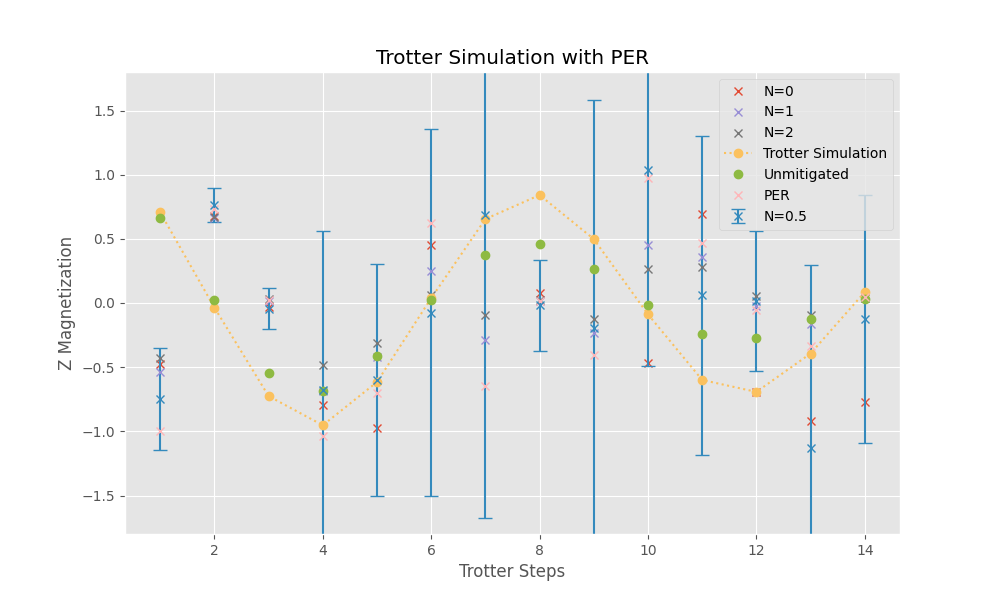 Trotter Simulation with PER
Z Magnetization
1.5
1.0
0.5
0.0
−0.5
−1.0
−1.5
N=0
N=1
N=2
Trotter Simulation
Unmitigated
PER
N=0.5
2 4 6 8 10 12 14
Trotter Steps